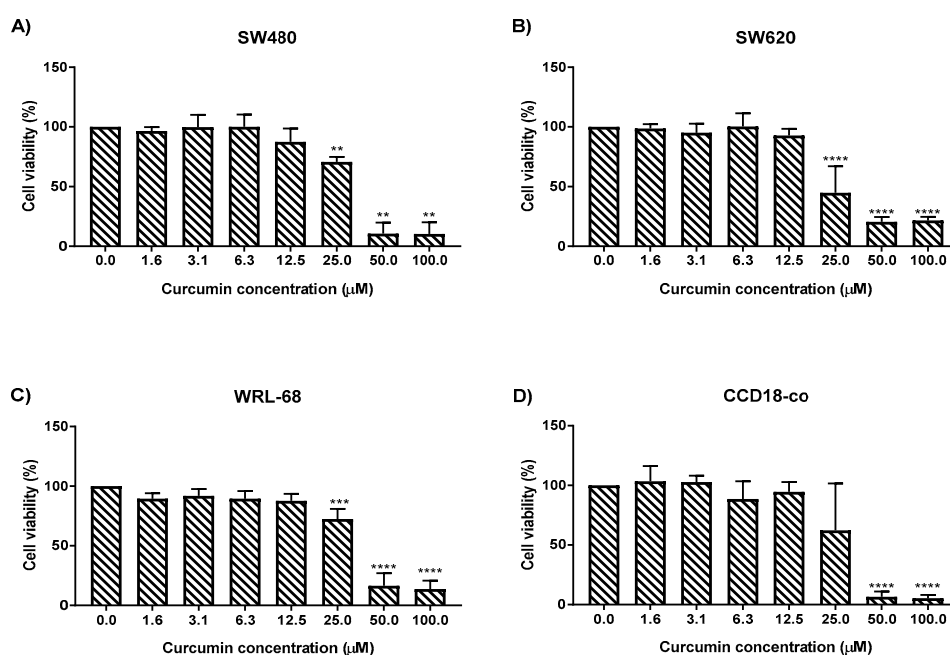 A)
SW480
Cell viability (%)
150
100
50
0
** ** **
0.0 1.6 3.1 6.3 12.5 25.0 50.0 100.0
Curcumin concentration (μM)
B)
SW620
Cell viability (%)
150
100
50
0
**** **** ****
0.0 1.6 3.1 6.3 12.5 25.0 50.0 100.0
Curcumin concentration (μM)
C)
WRL-68
Cell viability (%)
150
100
50
0
*** **** ****
0.0 1.6 3.1 6.3 12.5 25.0 50.0 100.0
Curcumin concentration (μM)
D)
CCD18-co
Cell viability (%)
150
100
50
0
**** ****
0.0 1.6 3.1 6.3 12.5 25.0 50.0 100.0
Curcumin concentration (μM)